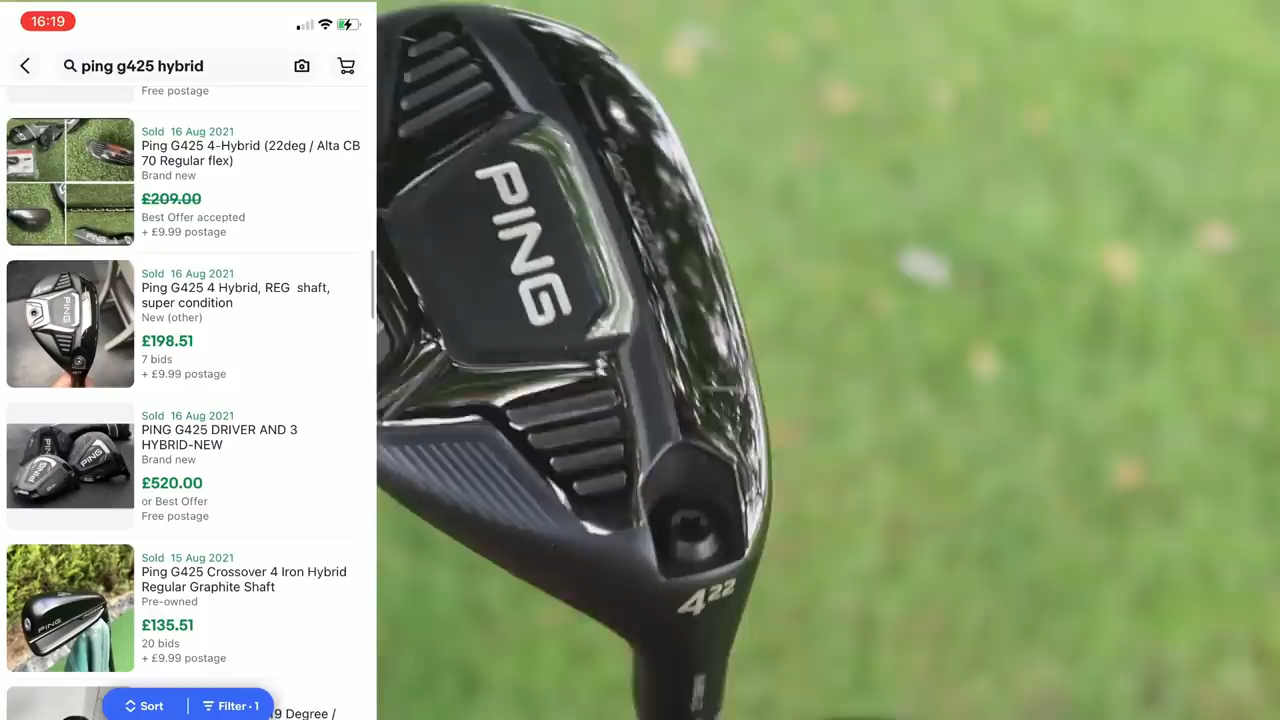 16:19
ping g425 hybrid
Free postage
Sold 16 Aug 2021
Ping G425 4-Hybrid (22deg / Alta CB
70 Regular flex)
Brand new
£209.00
Best Offer accepted
+ £9.99 postage
Sold 16 Aug 2021
Ping G425 4 Hybrid, REG shaft,
super condition
New (other)
£198.51
7 bids
+ £9.99 postage
Sold 16 Aug 2021
PING G425 DRIVER AND 3
HYBRID-NEW
Brand new
£520.00
or Best Offer
Free postage
Sold 15 Aug 2021
Ping G425 Crossover 4 Iron Hybrid
Regular Graphite Shaft
Pre-owned
£135.51
20 bids
+ £9.99 postage
19 Degree /
Sort
Filter · 1
PING
4 22